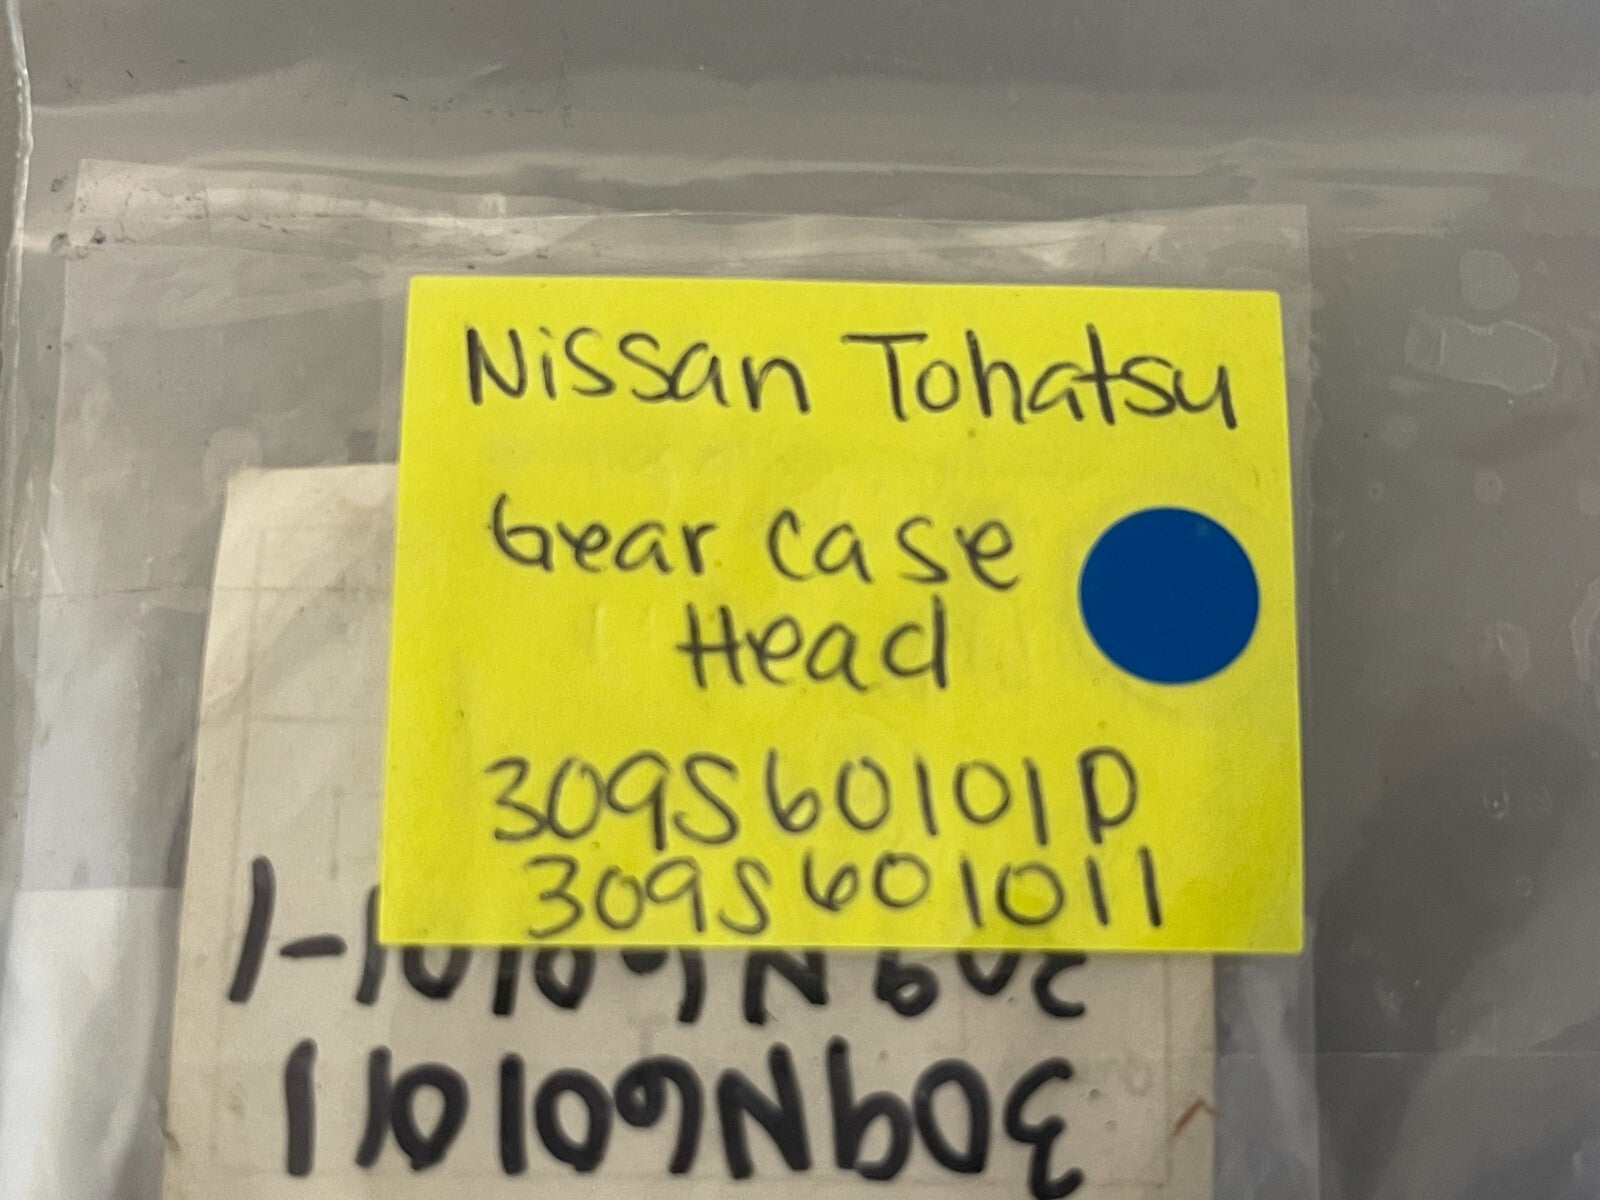 Nissan Tohatsu
Gear case
Head
309S60101D
309S601011
309N60101-1
309N601011